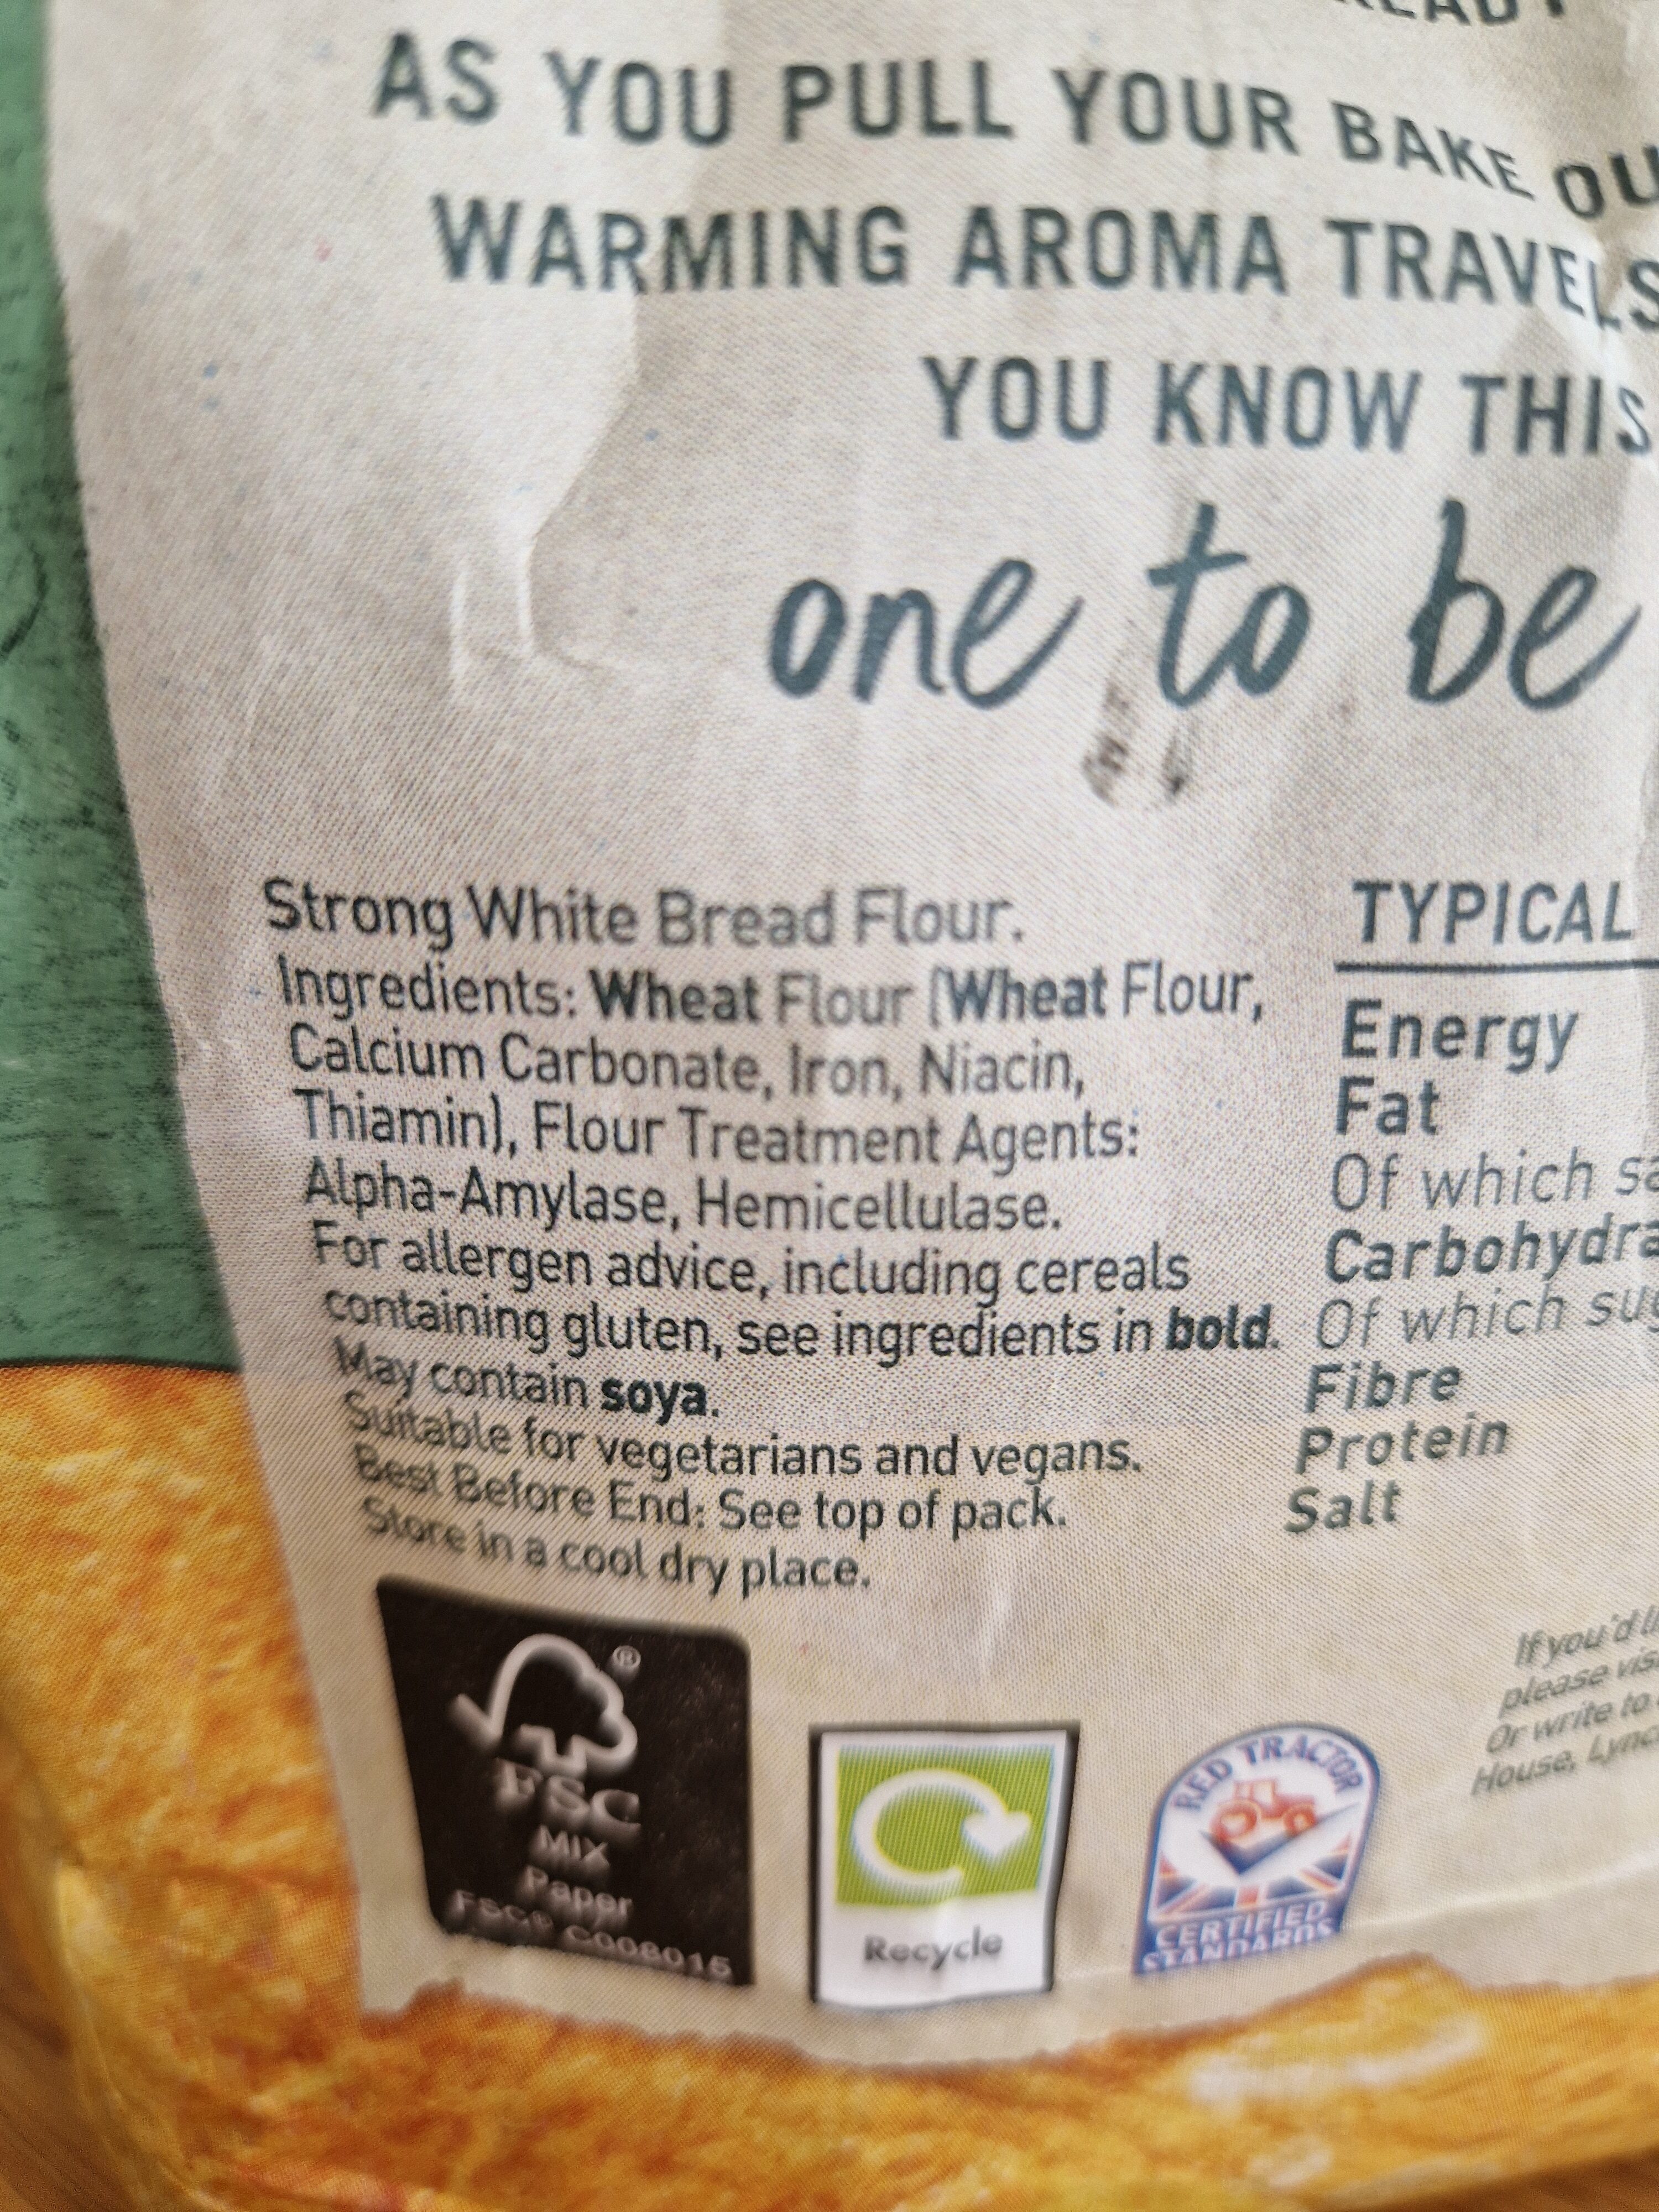 AS YOU PULL YOUR BAKE OU
WARMING AROMA TRAVELS
YOU KNOW THIS
one to be
Strong White Bread Flour.
Ingredients: Wheat Flour (Wheat Flour,
Calcium Carbonate, Iron, Niacin,
Thiamin), Flour Treatment Agents:
Alpha-Amylase, Hemicellulase.
For allergen advice, including cereals
containing gluten, see ingredients in bold.
May contain soya.
Suitable for vegetarians and vegans.
Best Before End: See top of pack.
Store in a cool dry place.
TYPICAL
Energy
Fat
Of which sa
Carbohydra
Of which sug
Fibre
Protein
Salt
If you'd li
please vis
Or write to
House, Lync
®
FSC
MIX
Paper
FSC® C008015
Recycle
RED TRACTOR
CERTIFIED
STANDARDS